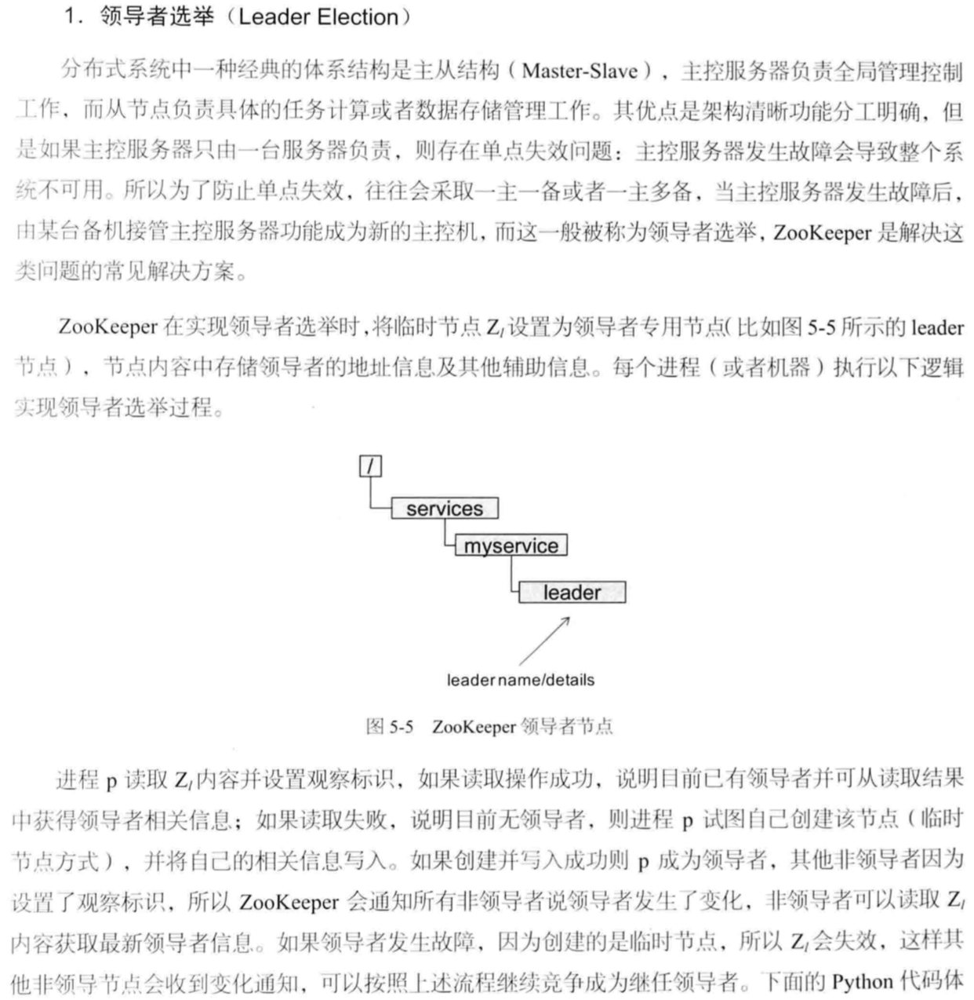 1. 领导者选举（Leader Election）
分布式系统中一种经典的体系结构是主从结构（Master-Slave），主控服务器负责全局管理控制
工作，而从节点负责具体的任务计算或者数据存储管理工作。其优点是架构清晰功能分工明确，但
是如果主控服务器只由一台服务器负责，则存在单点失效问题：主控服务器发生故障会导致整个系
统不可用。所以为了防止单点失效，往往会采取一主一备或者一主多备，当主控服务器发生故障后，
由某台备机接管主控服务器功能成为新的主控机，而这一般被称为领导者选举，ZooKeeper 是解决这
类问题的常见解决方案。
ZooKeeper 在实现领导者选举时，将临时节点 Zl设置为领导者专用节点（比如图 5-5 所示的 leader
节点），节点内容中存储领导者的地址信息及其他辅助信息。每个进程（或者机器）执行以下逻辑
实现领导者选举过程。
/
services
myservice
leader
leader name/details
图 5-5 ZooKeeper 领导者节点
进程 p 读取 Zl内容并设置观察标识，如果读取操作成功，说明目前已有领导者并可从读取结果
中获得领导者相关信息；如果读取失败，说明目前无领导者，则进程 p 试图自己创建该节点（临时
节点方式），并将自己的相关信息写入。如果创建并写入成功则 p 成为领导者，其他非领导者因为
设置了观察标识，所以 ZooKeeper 会通知所有非领导者说领导者发生了变化，非领导者可以读取 Zl
内容获取最新领导者信息。如果领导者发生故障，因为创建的是临时节点，所以 Zl会失效，这样其
他非领导节点会收到变化通知，可以按照上述流程继续竞争成为继任领导者。下面的 Python 代码体